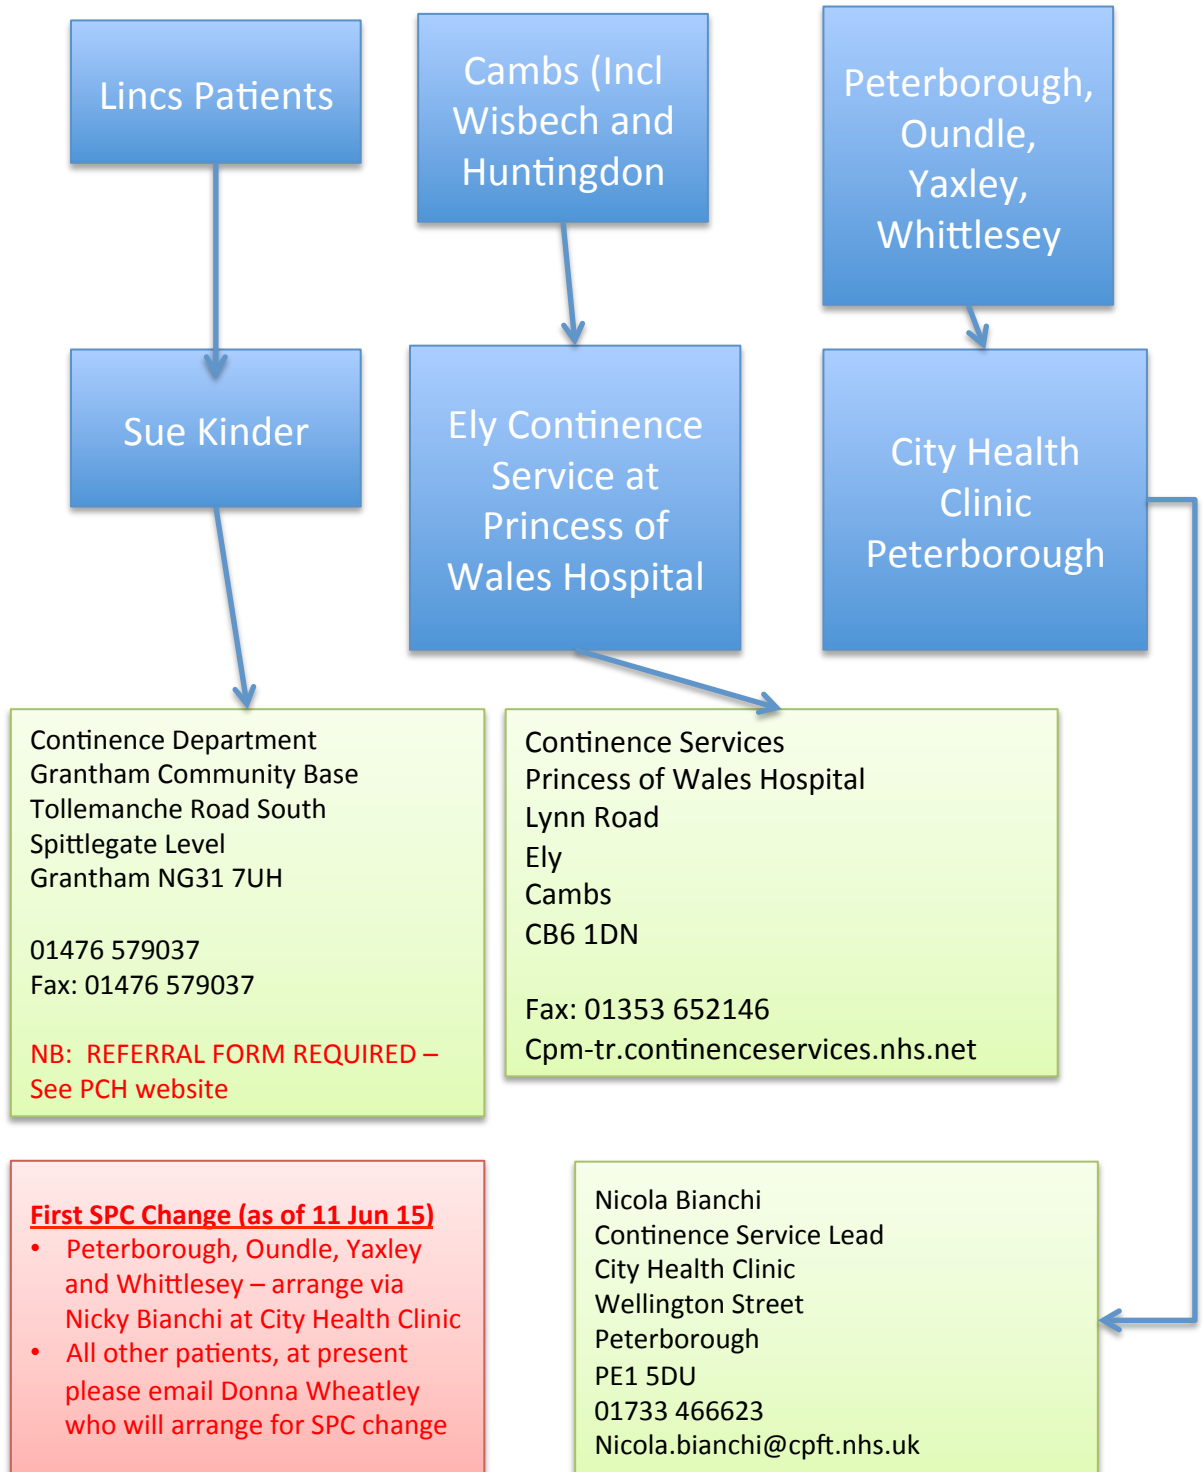 Lincs Patients
Cambs (Incl
Wisbech and
Huntingdon
Peterborough,
Oundle,
Yaxley,
Whittlesey
Sue Kinder
Ely Continence
Service at
Princess of
Wales Hospital
City Health
Clinic
Peterborough
Continence Department
Grantham Community Base
Tollemanche Road South
Spittlegate Level
Grantham NG31 7UH
01476 579037
Fax: 01476 579037
NB:  REFERRAL FORM REQUIRED –
See PCH website
Continence Services
Princess of Wales Hospital
Lynn Road
Ely
Cambs
CB6 1DN
Fax: 01353 652146
Cpm-tr.continenceservices.nhs.net
First SPC Change (as of 11 Jun 15)
• Peterborough, Oundle, Yaxley
and Whittlesey – arrange via
Nicky Bianchi at City Health Clinic
• All other patients, at present
please email Donna Wheatley
who will arrange for SPC change
Nicola Bianchi
Continence Service Lead
City Health Clinic
Wellington Street
Peterborough
PE1 5DU
01733 466623
Nicola.bianchi@cpft.nhs.uk